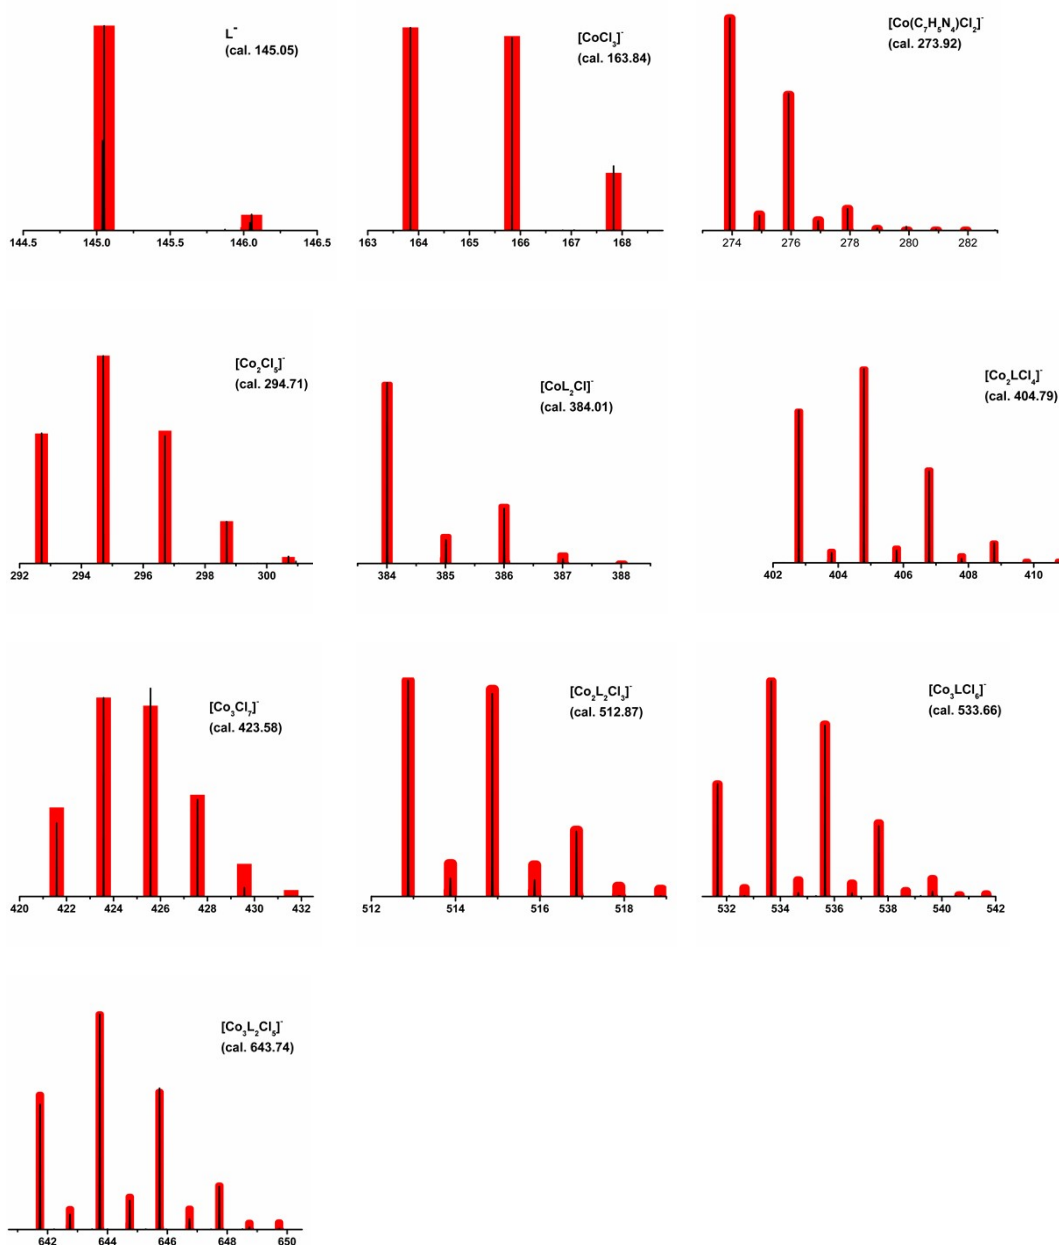 L⁻
(cal. 145.05)
144.5 145.0 145.5 146.0 146.5
[CoCl₃]⁻
(cal. 163.84)
163 164 165 166 167 168
[Co(C₇H₅N₄)Cl₂]⁻
(cal. 273.92)
274 276 278 280 282
[Co₂Cl₅]⁻
(cal. 294.71)
292 294 296 298 300
[CoL₂Cl]⁻
(cal. 384.01)
384 385 386 387 388
[Co₂LCl₄]⁻
(cal. 404.79)
402 404 406 408 410
[Co₃Cl₇]⁻
(cal. 423.58)
420 422 424 426 428 430 432
[Co₂L₂Cl₃]⁻
(cal. 512.87)
512 514 516 518
[Co₃LCl₆]⁻
(cal. 533.66)
532 534 536 538 540 542
[Co₃L₂Cl₅]⁻
(cal. 643.74)
642 644 646 648 650